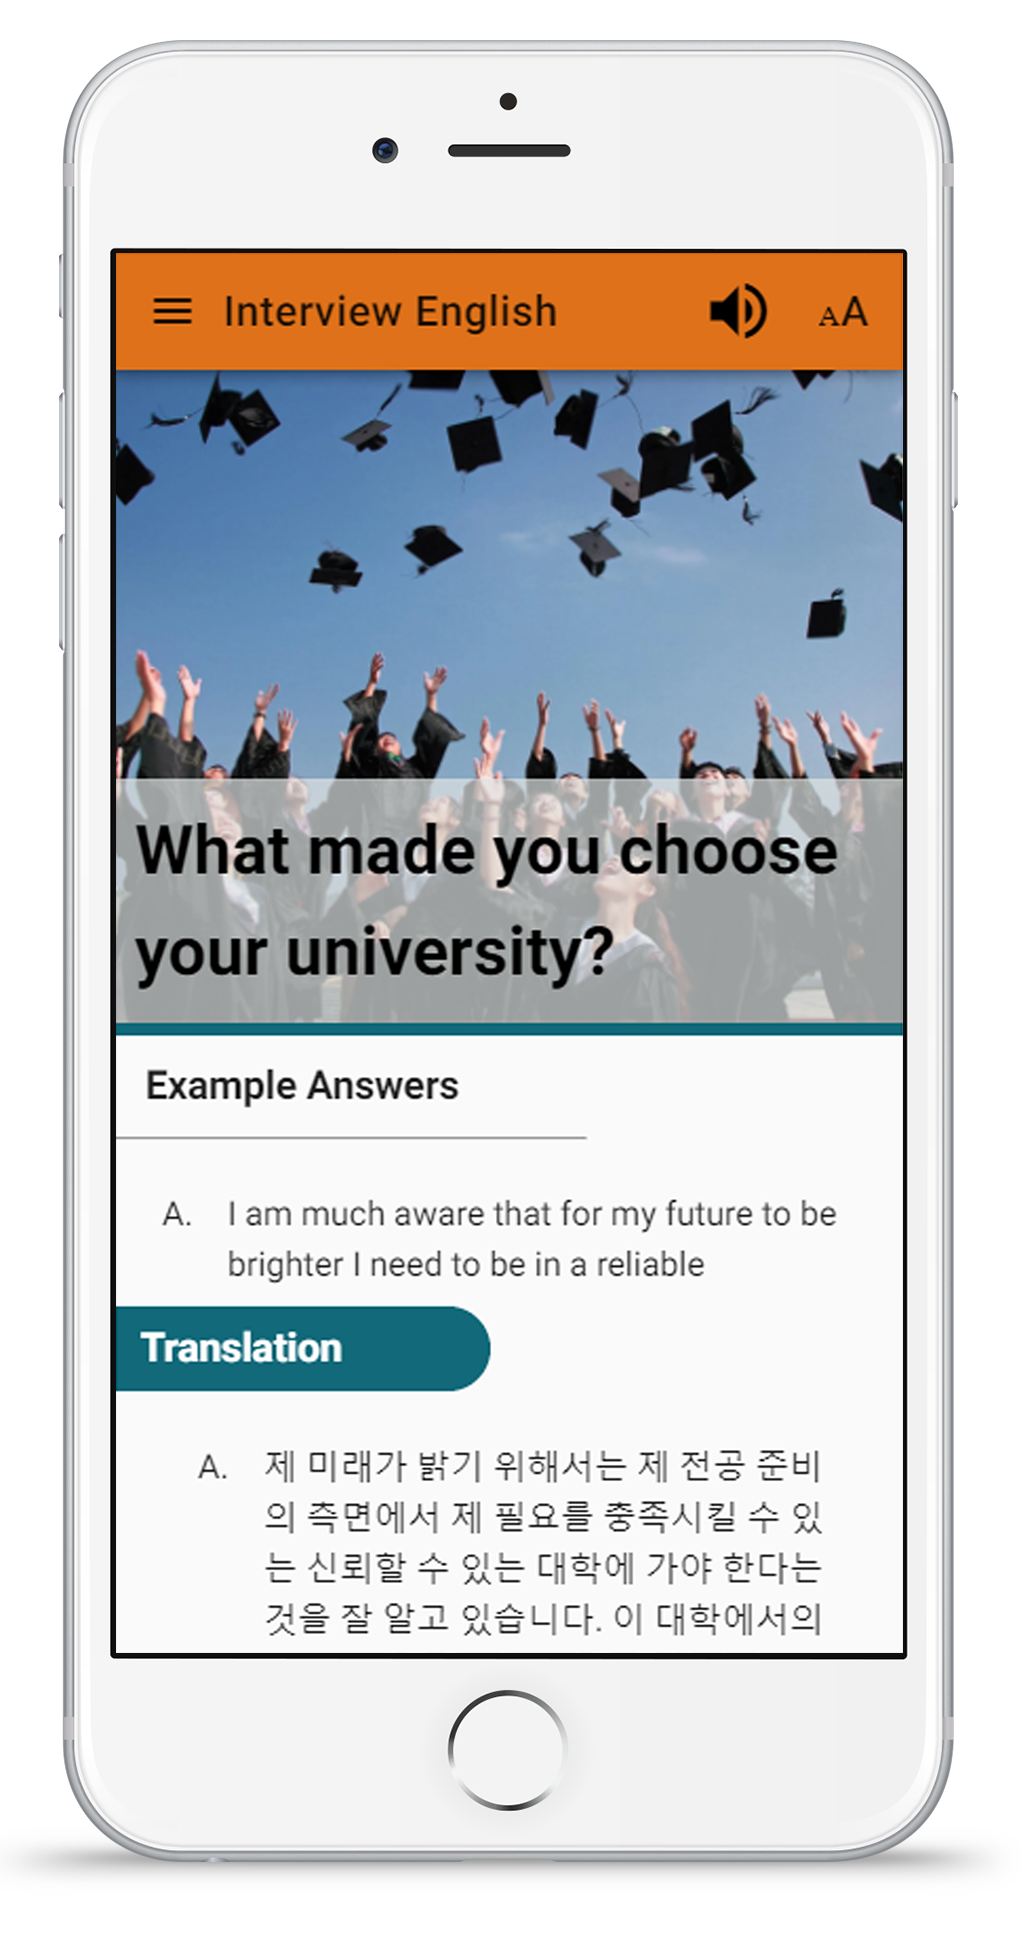 Interview English
AA
What made you choose
your university?
Example Answers
A. I am much aware that for my future to be
brighter I need to be in a reliable
Translation
A. 제 미래가 밝기 위해서는 제 전공 준비
의 측면에서 제 필요를 충족시킬 수 있
는 신뢰할 수 있는 대학에 가야 한다는
것을 잘 알고 있습니다. 이 대학에서의